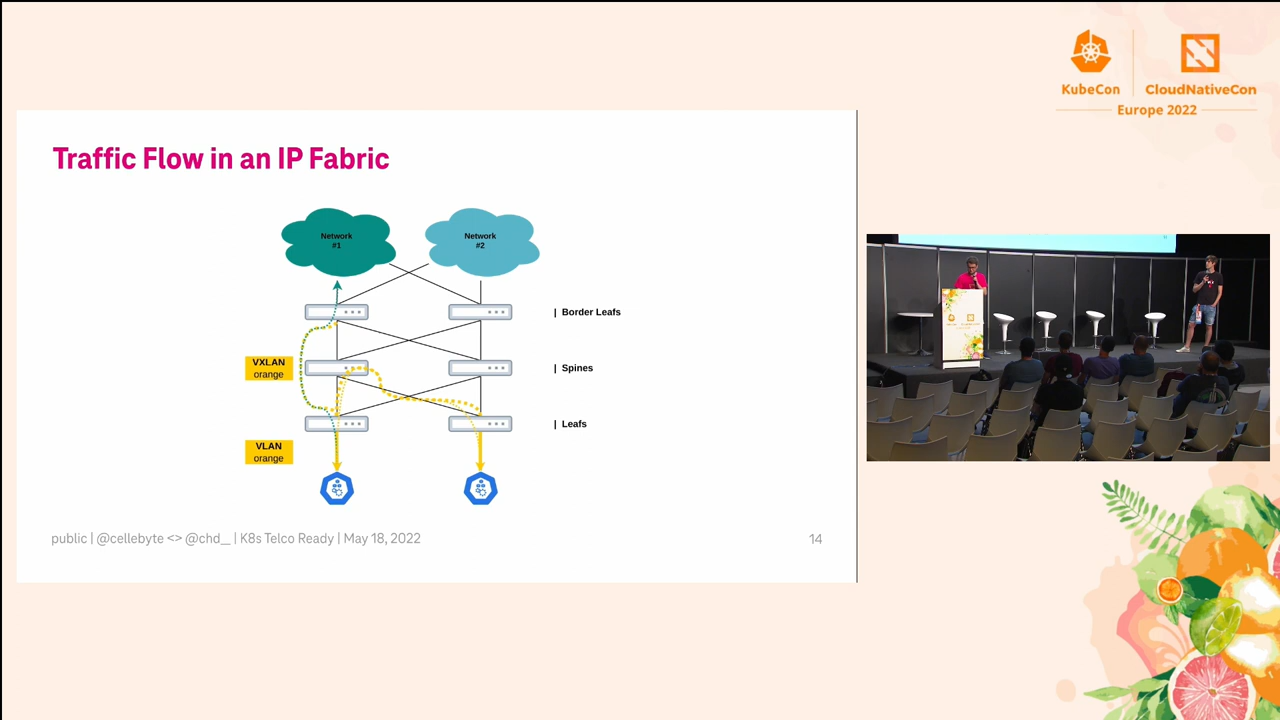 KubeCon
CloudNativeCon
Europe 2022
Traffic Flow in an IP Fabric
Network
#1
Network
#2
| Border Leafs
VXLAN
orange
| Spines
| Leafs
VLAN
orange
public | @cellebyte <> @chd_ | K8s Telco Ready | May 18, 2022
14